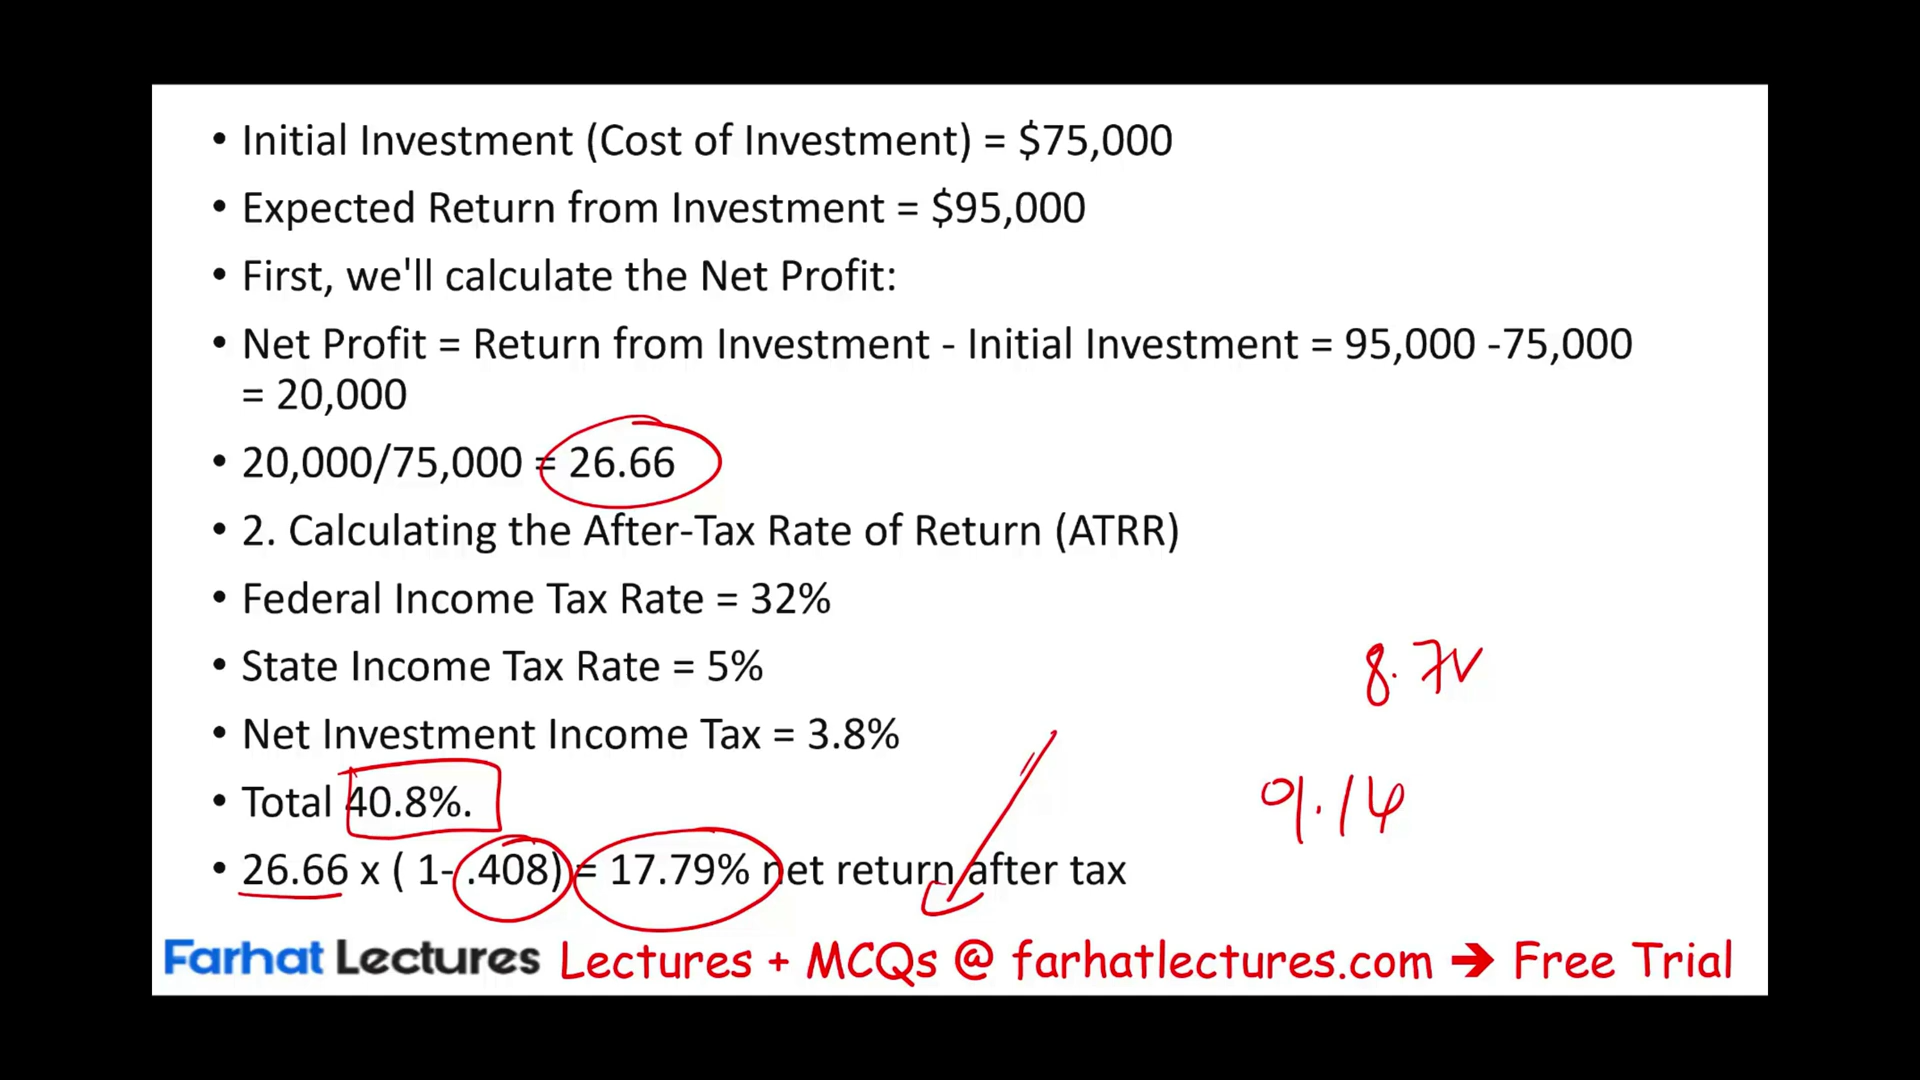 • Initial Investment (Cost of Investment) = $75,000
• Expected Return from Investment = $95,000
• First, we'll calculate the Net Profit:
• Net Profit = Return from Investment - Initial Investment = 95,000 -75,000
= 20,000
• 20,000/75,000 = 26.66
• 2. Calculating the After-Tax Rate of Return (ATRR)
• Federal Income Tax Rate = 32%
• State Income Tax Rate = 5%
8.7
• Net Investment Income Tax = 3.8%
• Total 40.8%.
9.16
• 26.66 x ( 1- .408) = 17.79% net return after tax
Farhat Lectures Lectures + MCQs @ farhatlectures.com ➔ Free Trial